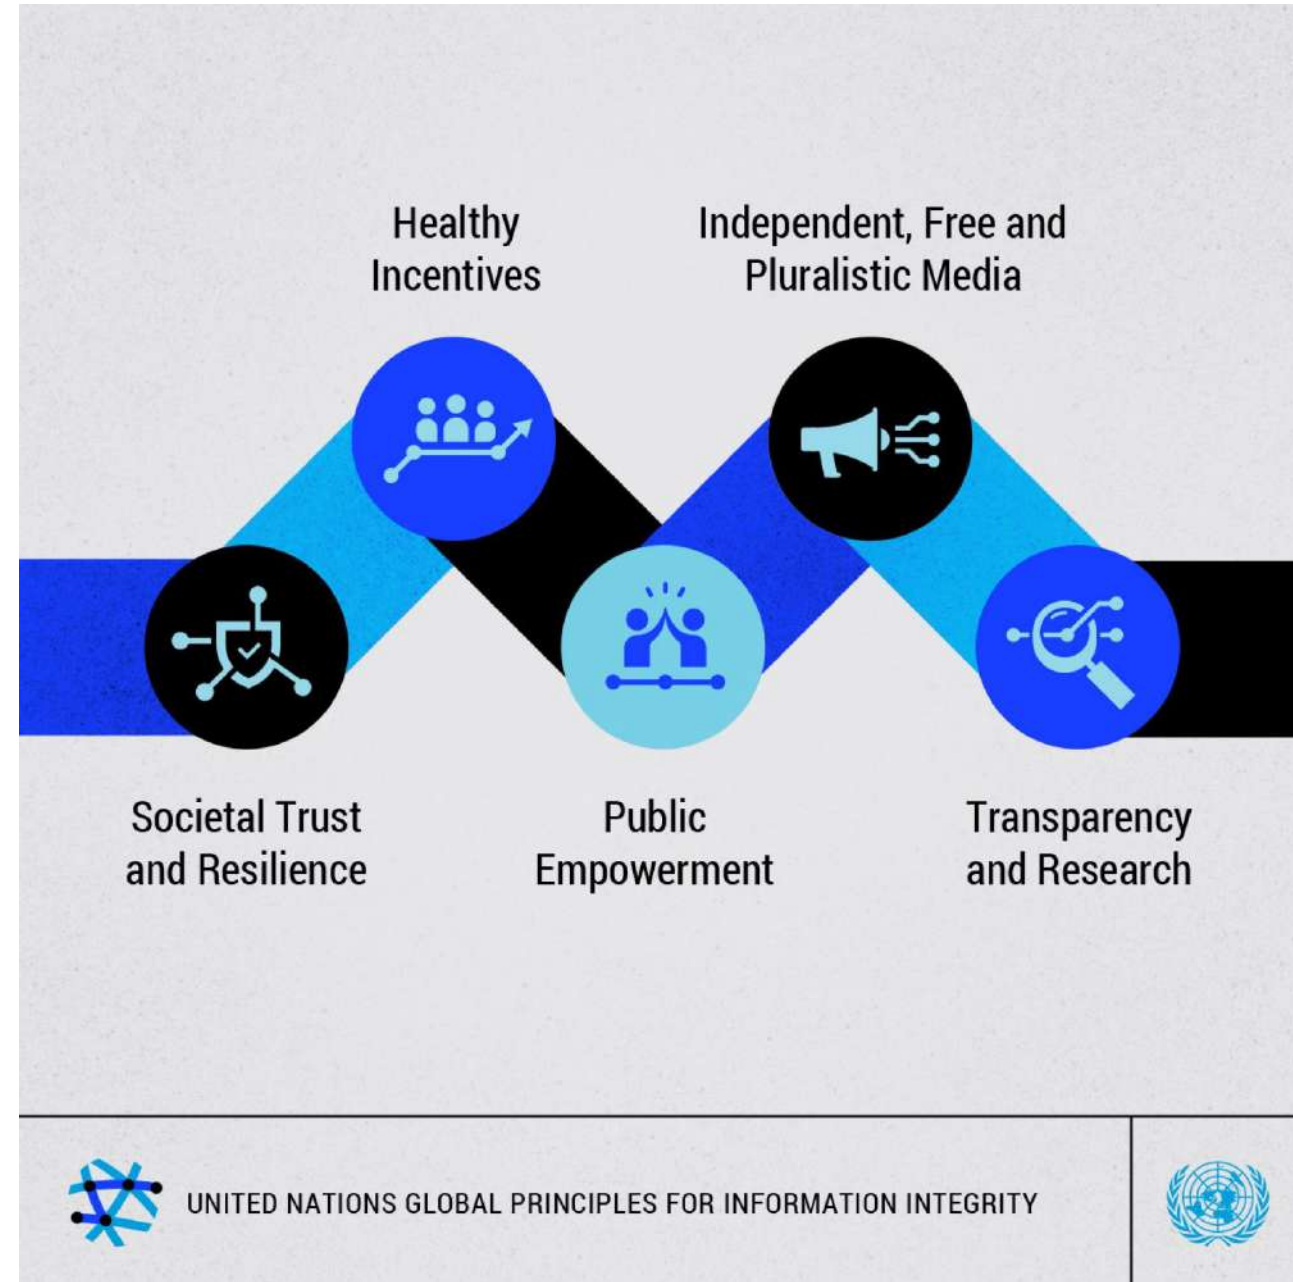 Healthy
Incentives
Independent, Free and
Pluralistic Media
Societal Trust
and Resilience
Public
Empowerment
Transparency
and Research
UNITED NATIONS GLOBAL PRINCIPLES FOR INFORMATION INTEGRITY